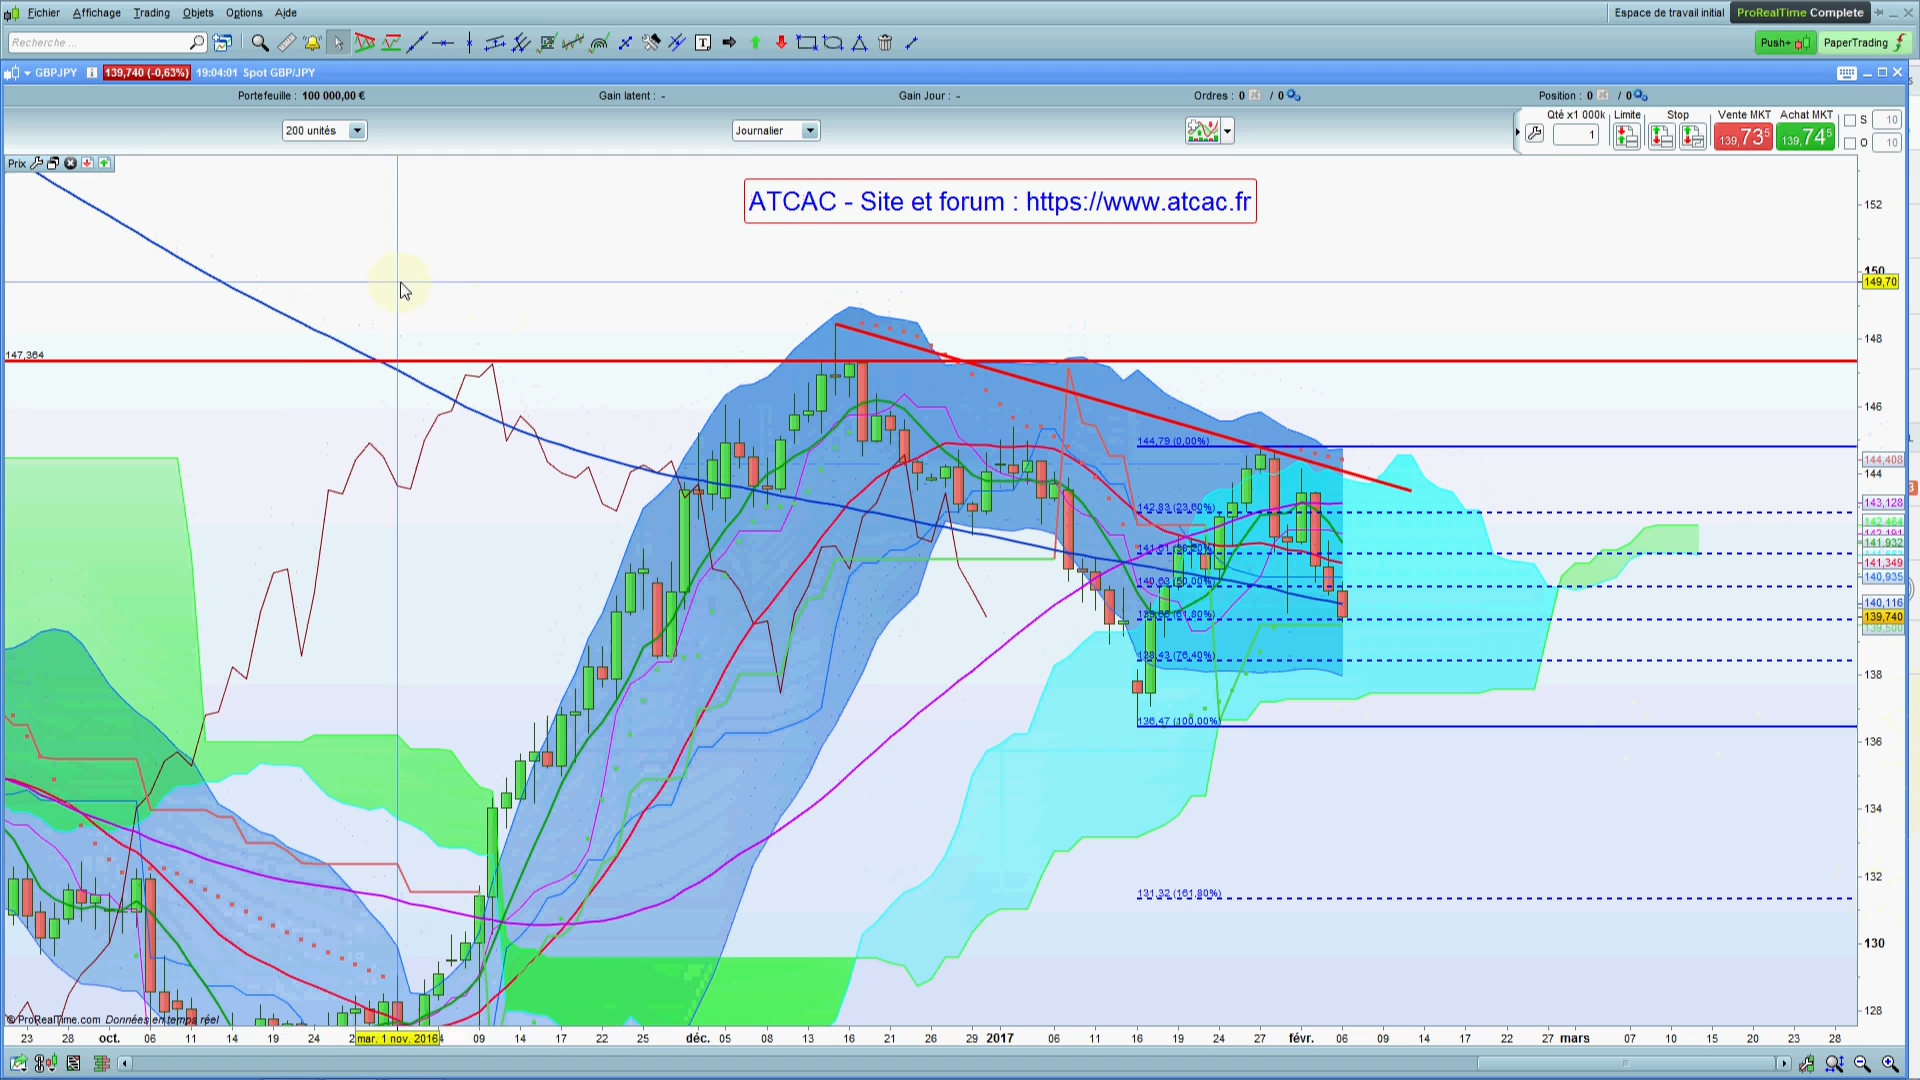 Fichier Affichage Trading Objets Options Aide
Espace de travail initial ProRealTime Complete
Recherche ...
Push+ PaperTrading
GBPJPY 139,740 (-0,63%) 19:04:01 Spot GBP/JPY
Portefeuille : 100 000,00 € Gain latent : - Gain Jour : - Ordres : 0 / 0 Position : 0 / 0
Qté x1 000k Limite Stop Vente MKT Achat MKT S 10
200 unités Journalier 1 139,73⁵ 139,74⁵ O 10
Prix
ATCAC - Site et forum : https://www.atcac.fr
152
150
149,70
148
147,364
146
144,79 (0,00%)
144,408
144
143,128
142,83 (23,60%)
142,464
141,932
141,349
140,935
140,63 (50,00%)
140,116
139,740
138,43 (76,40%)
138
136,47 (100,00%)
136
134
132
131,32 (161,80%)
130
128
© ProRealTime.com Données en temps réel
23 28 oct. 06 11 14 19 24 mar. 1 nov. 2016 09 14 17 22 25 déc. 05 08 13 16 21 26 29 2017 06 11 16 19 24 27 févr. 06 09 14 17 22 27 mars 07 10 15 20 23 28